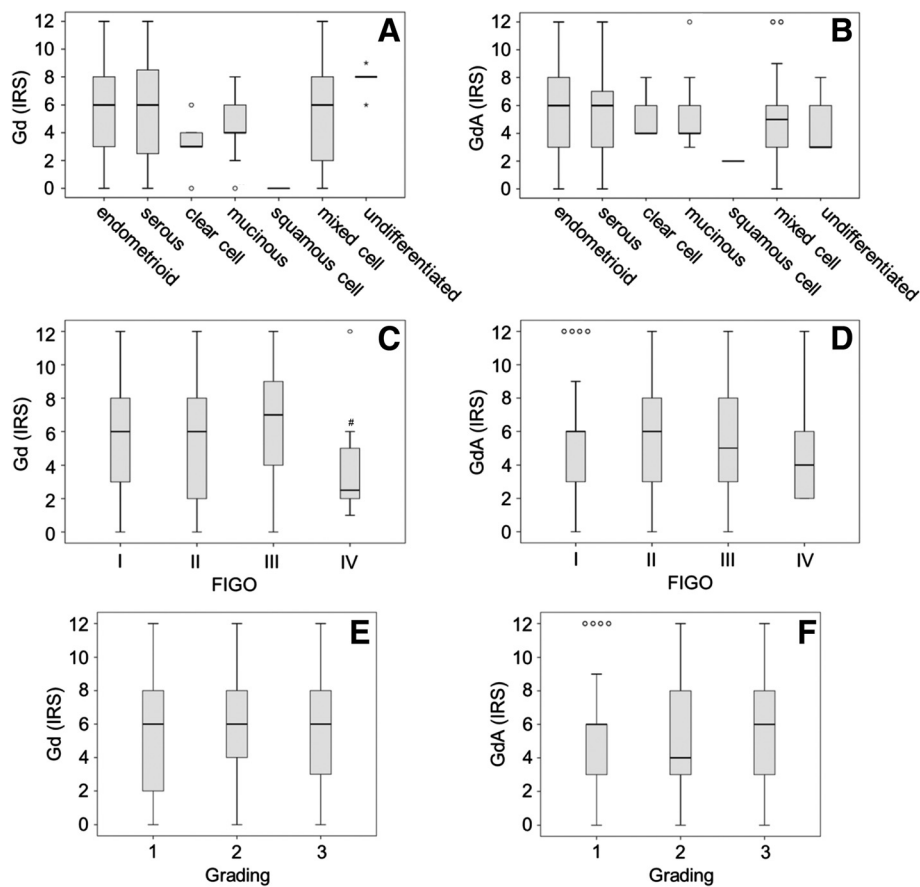 A
Gd (IRS)
12
10
8
6
4
2
0
*
*
endometrioid
serous
clear cell
mucinous
squamous cell
mixed cell
undifferentiated
B
GdA (IRS)
12
10
8
6
4
2
0
endometrioid
serous
clear cell
mucinous
squamous cell
mixed cell
undifferentiated
C
Gd (IRS)
12
10
8
6
4
2
0
#
I II III IV
FIGO
D
GdA (IRS)
12
10
8
6
4
2
0
I II III IV
FIGO
E
Gd (IRS)
12
10
8
6
4
2
0
1 2 3
Grading
F
GdA (IRS)
12
10
8
6
4
2
0
1 2 3
Grading